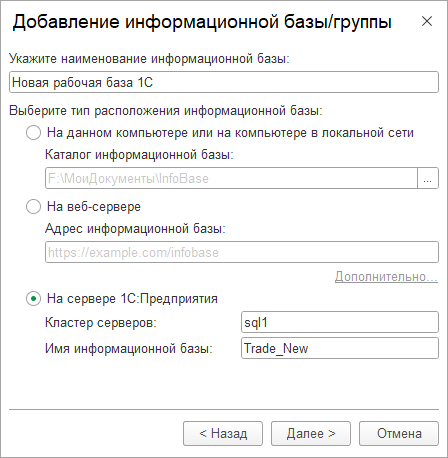 Добавление информационной базы/группы
Укажите наименование информационной базы:
Новая рабочая база 1С
Выберите тип расположения информационной базы:
На данном компьютере или на компьютере в локальной сети
Каталог информационной базы:
F:\МоиДокументы\InfoBase
...
На веб-сервере
Адрес информационной базы:
https://example.com/infobase
Дополнительно...
На сервере 1С:Предприятия
Кластер серверов:
sql1
Имя информационной базы:
Trade_New
< Назад
Далее >
Отмена